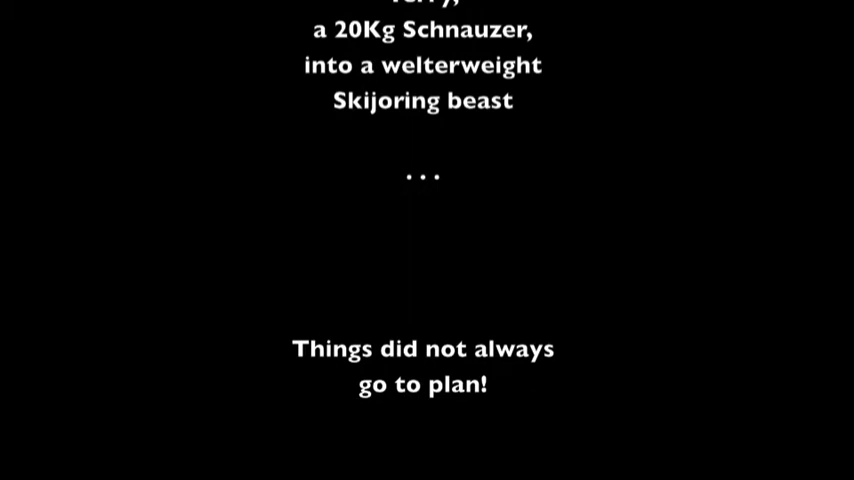 a 20Kg Schnauzer,
into a welterweight
Skijoring beast
...
Things did not always
go to plan!